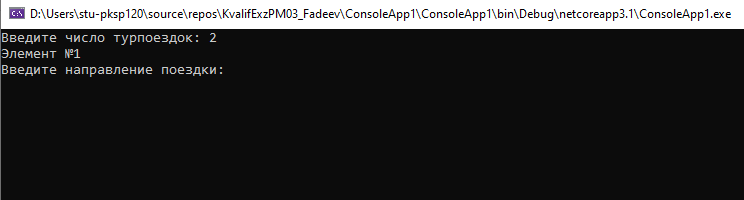 D:\Users\stu-pksp120\source\repos\KvalifExzPM03_Fadeev\ConsoleApp1\ConsoleApp1\bin\Debug\netcoreapp3.1\ConsoleApp1.exe
Введите число турпоездок: 2
Элемент №1
Введите направление поездки: